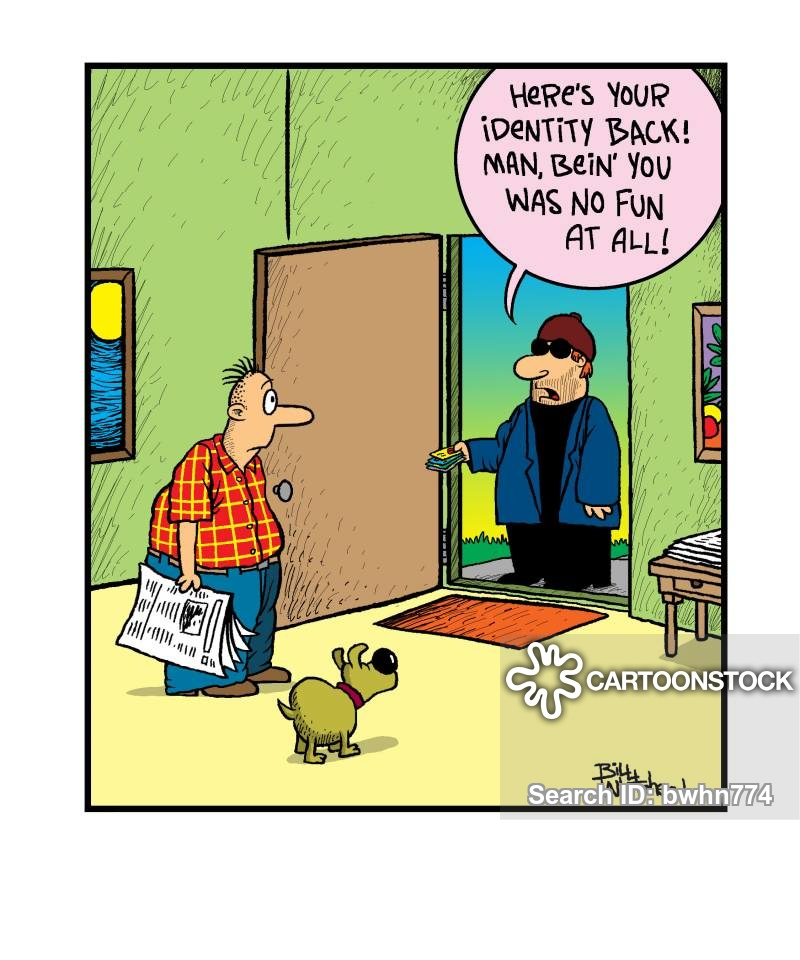 HERE'S YOUR
IDENTITY BACK!
MAN, BEIN' YOU
WAS NO FUN
AT ALL!
CARTOONSTOCK
Search ID: bwhn774